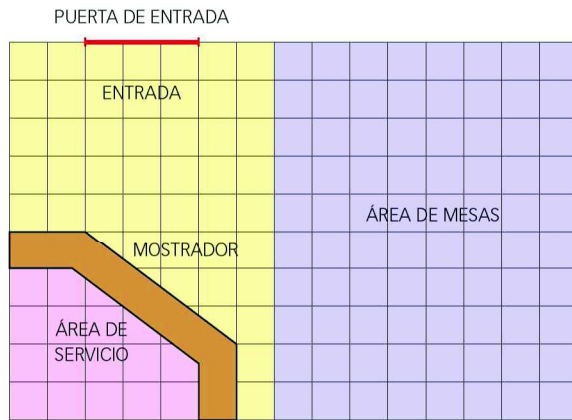 PUERTA DE ENTRADA
ENTRADA
ÁREA DE MESAS
MOSTRADOR
ÁREA DE
SERVICIO